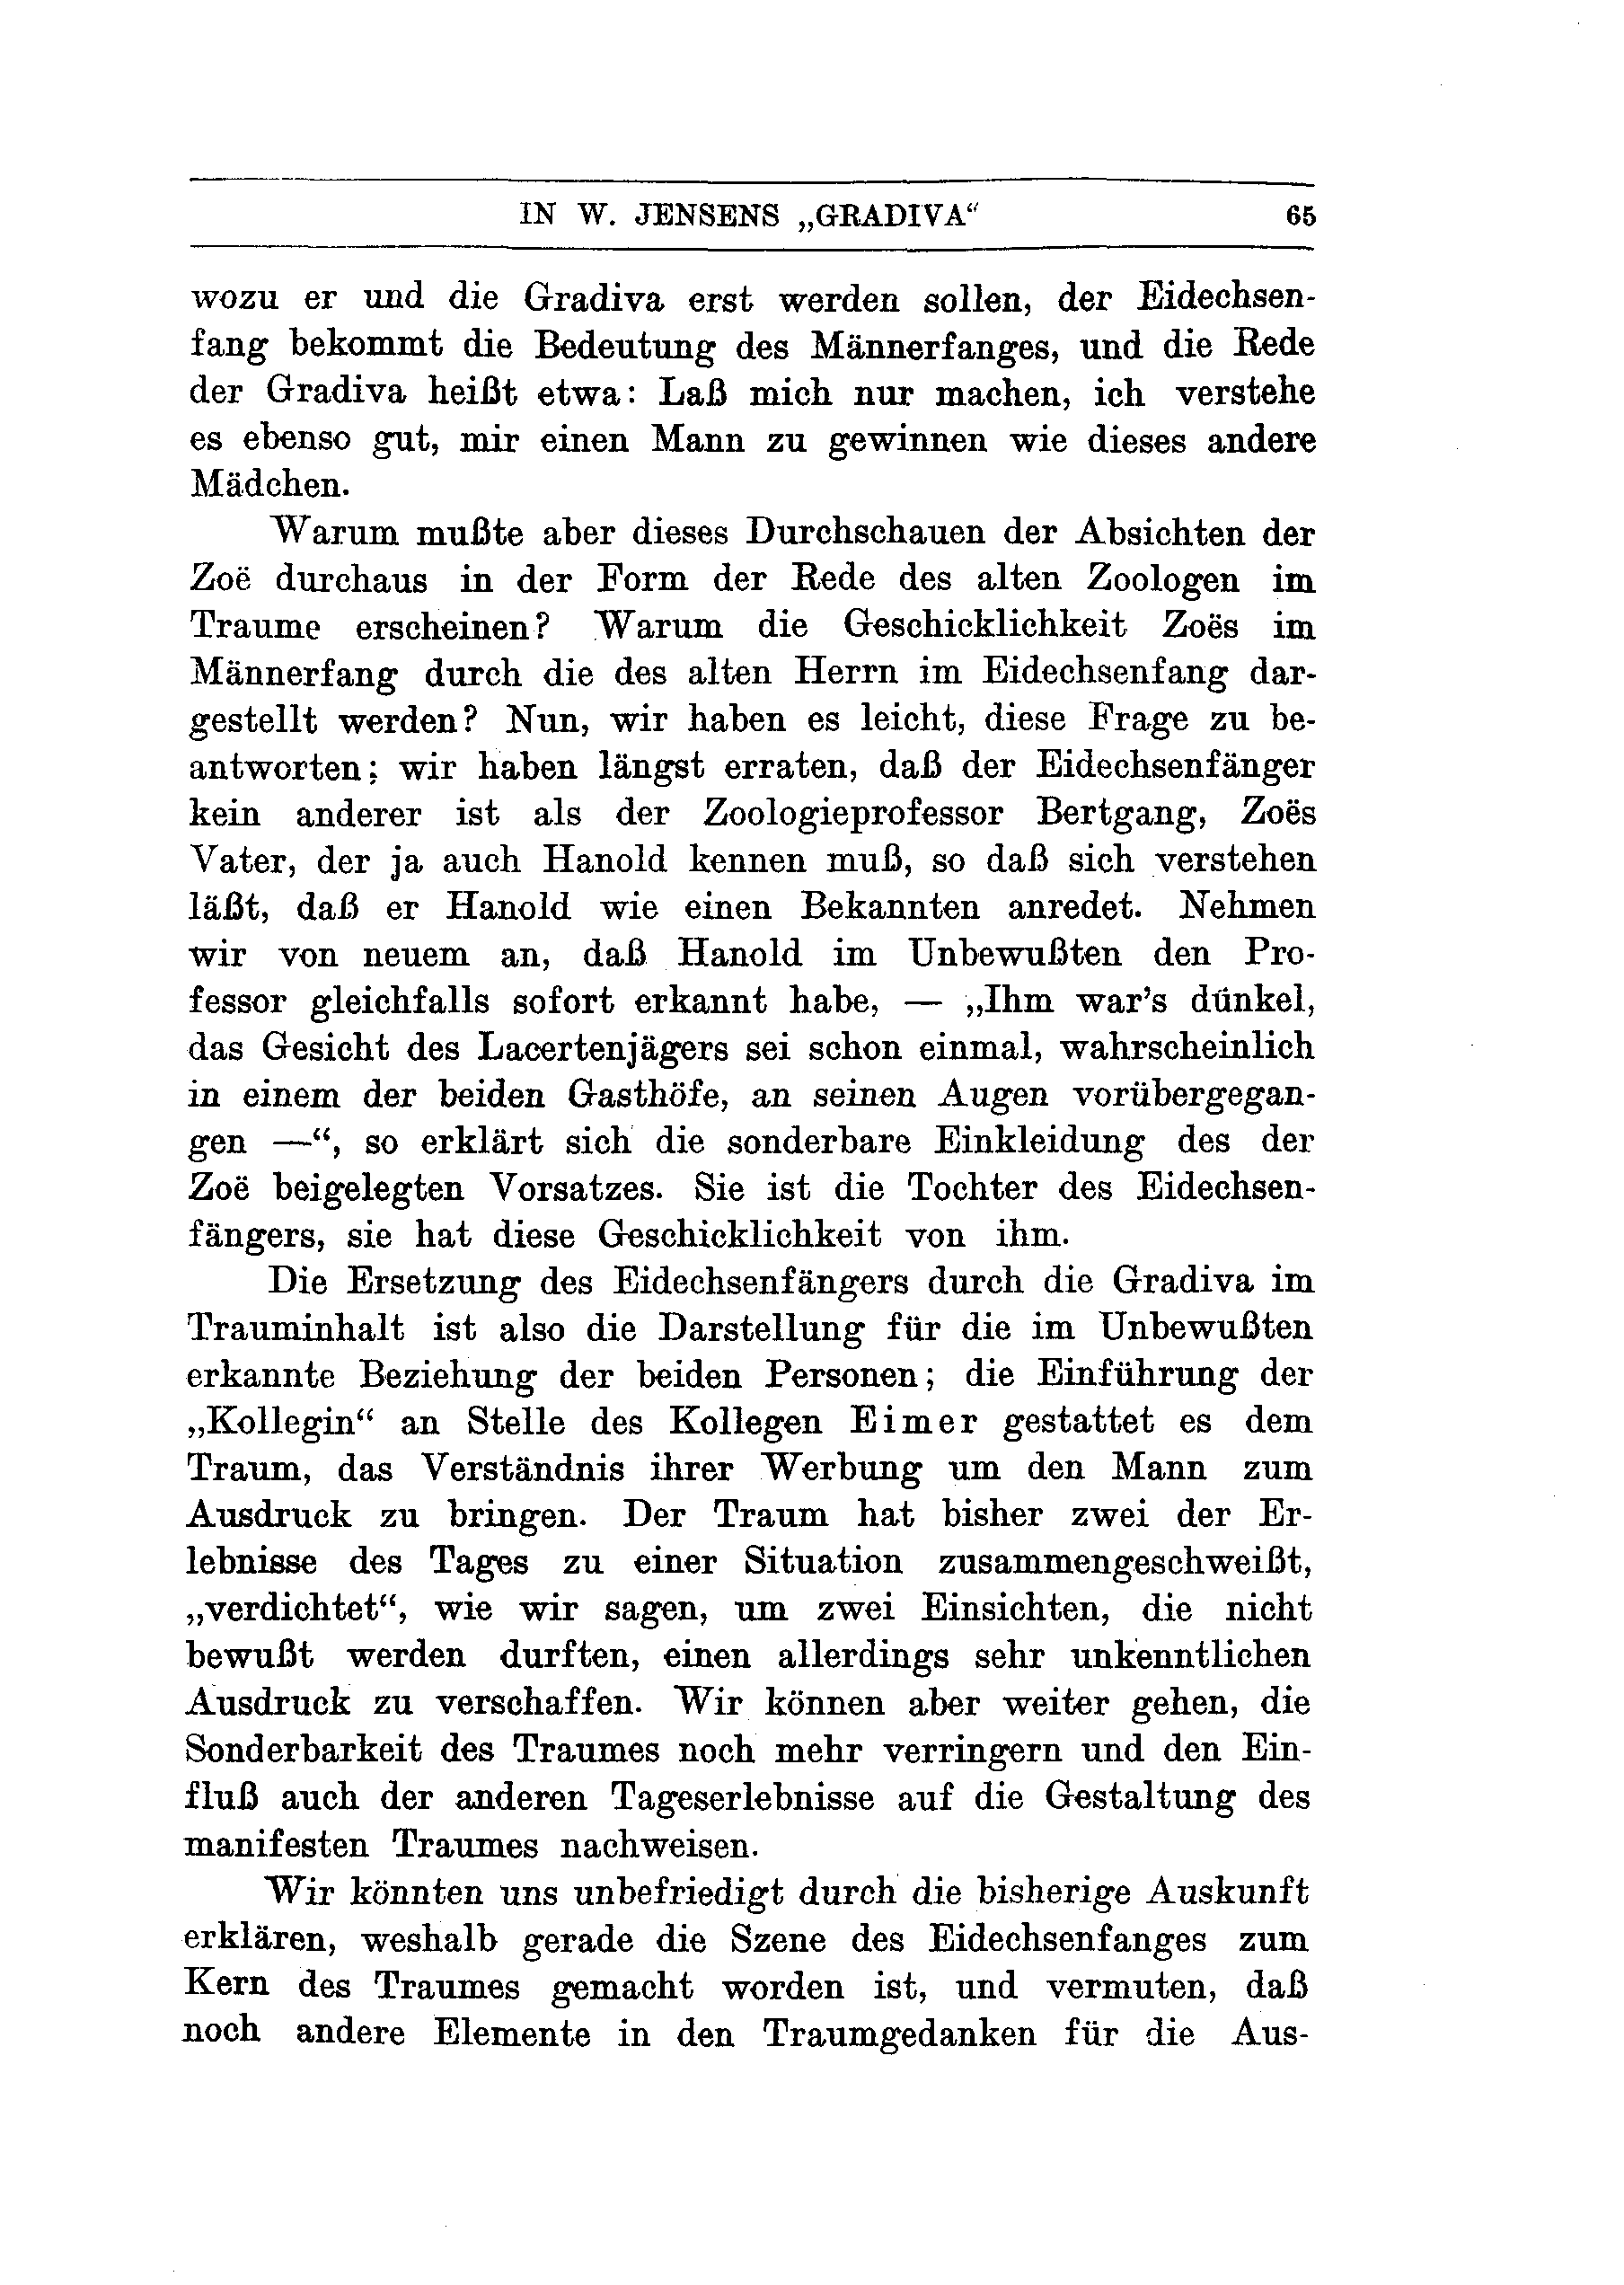 IN W. JENSENS „GRADIVA“ 65
wozu er und die Gradiva erst werden sollen, der Eidechsen-
fang bekommt die Bedeutung des Männerfanges, und die Rede
der Gradiva heißt etwa: Laß mich nur machen, ich verstehe
es ebenso gut, mir einen Mann zu gewinnen wie dieses andere
Mädchen.
Warum mußte aber dieses Durchschauen der Absichten der
Zoë durchaus in der Form der Rede des alten Zoologen im
Traume erscheinen? Warum die Geschicklichkeit Zoës im
Männerfang durch die des alten Herrn im Eidechsenfang dar-
gestellt werden? Nun, wir haben es leicht, diese Frage zu be-
antworten; wir haben längst erraten, daß der Eidechsenfänger
kein anderer ist als der Zoologieprofessor Bertgang, Zoës
Vater, der ja auch Hanold kennen muß, so daß sich verstehen
läßt, daß er Hanold wie einen Bekannten anredet. Nehmen
wir von neuem an, daß Hanold im Unbewußten den Pro-
fessor gleichfalls sofort erkannt habe, — „Ihm war's dünkel,
das Gesicht des Lacertenjägers sei schon einmal, wahrscheinlich
in einem der beiden Gasthöfe, an seinen Augen vorübergegan-
gen —“, so erklärt sich die sonderbare Einkleidung des der
Zoë beigelegten Vorsatzes. Sie ist die Tochter des Eidechsen-
fängers, sie hat diese Geschicklichkeit von ihm.
Die Ersetzung des Eidechsenfängers durch die Gradiva im
Trauminhalt ist also die Darstellung für die im Unbewußten
erkannte Beziehung der beiden Personen; die Einführung der
„Kollegin“ an Stelle des Kollegen Eimer gestattet es dem
Traum, das Verständnis ihrer Werbung um den Mann zum
Ausdruck zu bringen. Der Traum hat bisher zwei der Er-
lebnisse des Tages zu einer Situation zusammengeschweißt,
„verdichtet“, wie wir sagen, um zwei Einsichten, die nicht
bewußt werden durften, einen allerdings sehr unkenntlichen
Ausdruck zu verschaffen. Wir können aber weiter gehen, die
Sonderbarkeit des Traumes noch mehr verringern und den Ein-
fluß auch der anderen Tageserlebnisse auf die Gestaltung des
manifesten Traumes nachweisen.
Wir könnten uns unbefriedigt durch die bisherige Auskunft
erklären, weshalb gerade die Szene des Eidechsenfanges zum
Kern des Traumes gemacht worden ist, und vermuten, daß
noch andere Elemente in den Traumgedanken für die Aus-